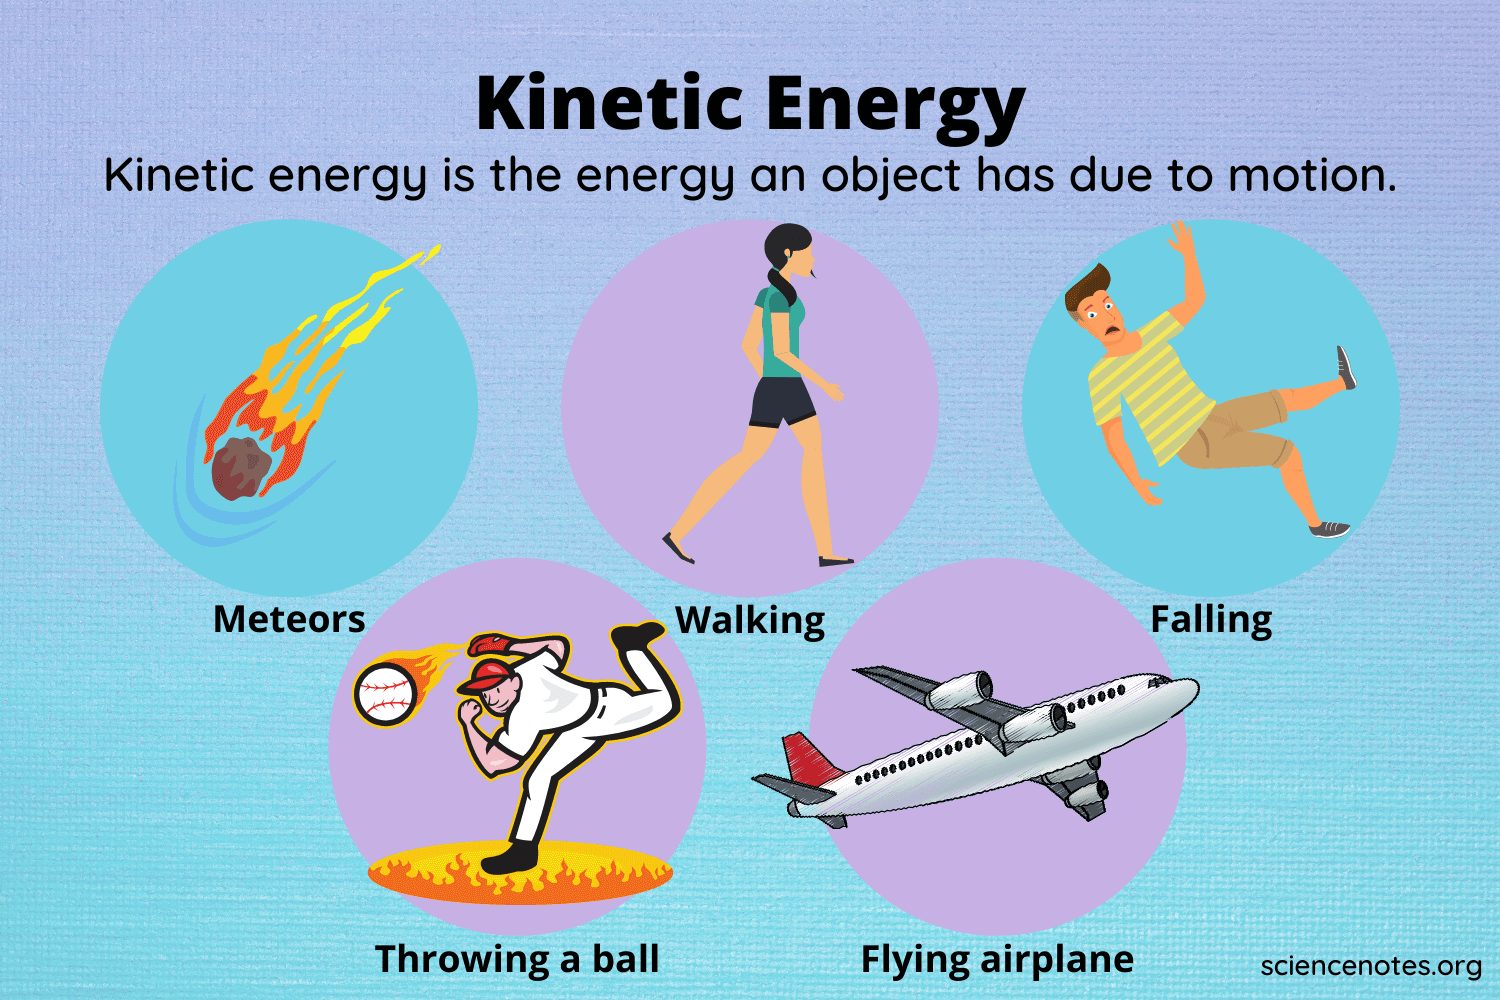 Kinetic Energy
Kinetic energy is the energy an object has due to motion.
Meteors
Walking
Falling
Throwing a ball
Flying airplane
sciencenotes.org